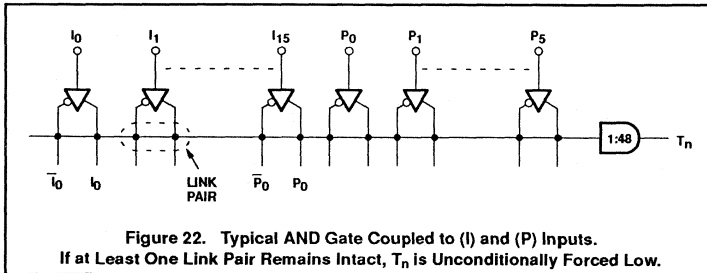 I0 I1 I15 P0 P1 P5
1:48 Tn
I̅0 I0 LINK PAIR P̅0 P0
Figure 22. Typical AND Gate Coupled to (I) and (P) Inputs.
If at Least One Link Pair Remains Intact, Tn is Unconditionally Forced Low.